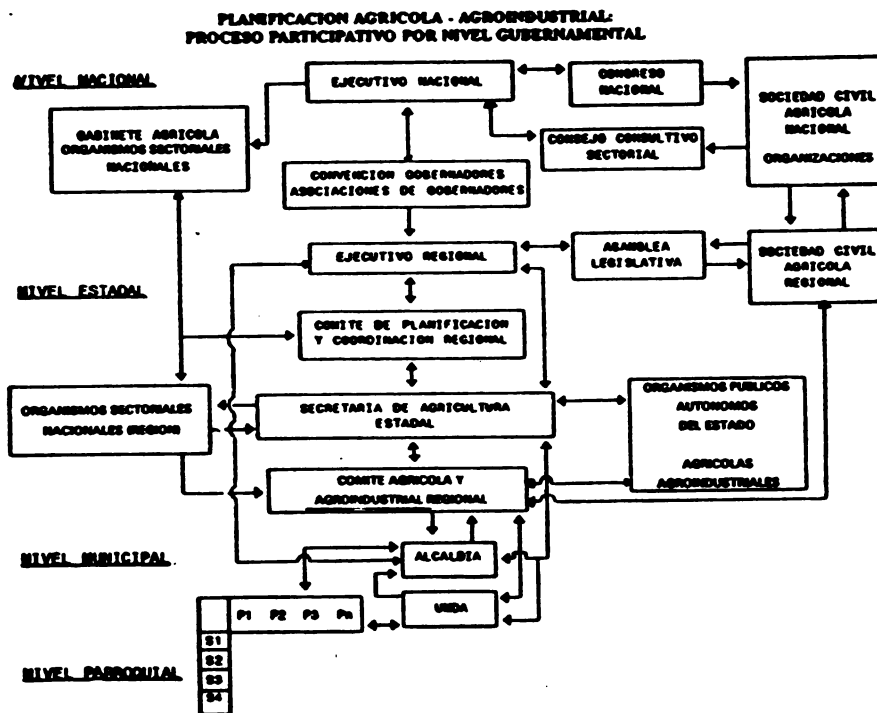 PLANIFICACION AGRICOLA - AGROINDUSTRIAL:
PROCESO PARTICIPATIVO POR NIVEL GUBERNAMENTAL
NIVEL NACIONAL
EJECUTIVO NACIONAL
CONGRESO
NACIONAL
SOCIEDAD CIVIL
AGRICOLA
NACIONAL
ORGANIZACIONES
GABINETE AGRICOLA
ORGANISMOS SECTORIALES
NACIONALES
CONSEJO CONSULTIVO
SECTORIAL
CONVENCION GOBERNADORES
ASOCIACIONES DE GOBERNADORES
EJECUTIVO REGIONAL
ASAMBLEA
LEGISLATIVA
SOCIEDAD CIVIL
AGRICOLA
REGIONAL
NIVEL ESTADAL
COMITE DE PLANIFICACION
Y COORDINACION REGIONAL
ORGANISMOS SECTORIALES
NACIONALES (REGION)
SECRETARIA DE AGRICULTURA
ESTADAL
ORGANISMOS PUBLICOS
AUTONOMOS
DEL ESTADO
AGRICOLAS
AGROINDUSTRIALES
COMITE AGRICOLA Y
AGROINDUSTRIAL REGIONAL
NIVEL MUNICIPAL
ALCALDIA
UMDA
P1 P2 P3 Pn
S1
S2
S3
S4
NIVEL PARROQUIAL